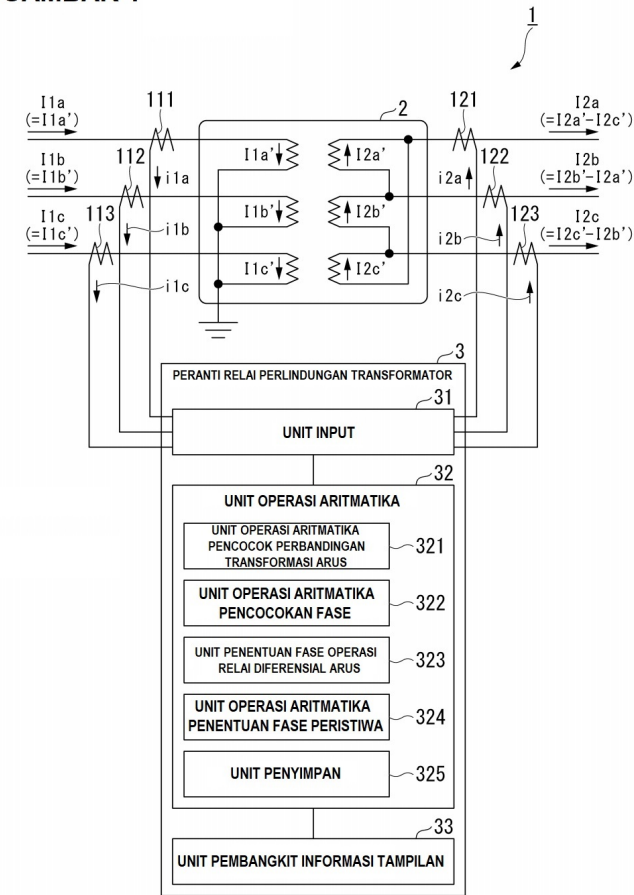 1
I1a
(=I1a')
111
2
121
I2a
(=I2a'-I2c')
I1b
(=I1b')
112
i1a
I1a'
I2a'
i2a
122
I2b
(=I2b'-I2a')
I1c
(=I1c')
113
i1b
I1b'
I2b'
i2b
123
I2c
(=I2c'-I2b')
i1c
I1c'
I2c'
i2c
3
PERANTI RELAI PERLINDUNGAN TRANSFORMATOR
31
UNIT INPUT
32
UNIT OPERASI ARITMATIKA
UNIT OPERASI ARITMATIKA
PENCOCOK PERBANDINGAN
TRANSFORMASI ARUS
321
UNIT OPERASI ARITMATIKA
PENCOCOKAN FASE
322
UNIT PENENTUAN FASE OPERASI
RELAI DIFERENSIAL ARUS
323
UNIT OPERASI ARITMATIKA
PENENTUAN FASE PERISTIWA
324
UNIT PENYIMPAN
325
33
UNIT PEMBANGKIT INFORMASI TAMPILAN